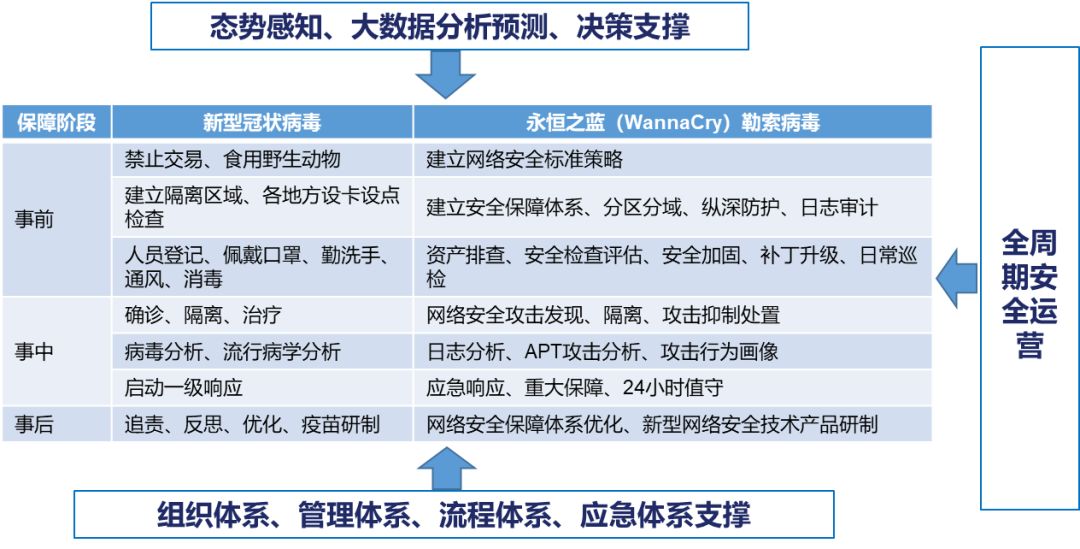 态势感知、大数据分析预测、决策支撑
保障阶段 新型冠状病毒 永恒之蓝（WannaCry）勒索病毒
事前
禁止交易、食用野生动物
建立网络安全标准策略
建立隔离区域、各地方设卡设点
检查
建立安全保障体系、分区分域、纵深防护、日志审计
人员登记、佩戴口罩、勤洗手、
通风、消毒
资产排查、安全检查评估、安全加固、补丁升级、日常巡
检
事中
确诊、隔离、治疗
网络安全攻击发现、隔离、攻击抑制处置
病毒分析、流行病学分析
日志分析、APT攻击分析、攻击行为画像
启动一级响应
应急响应、重大保障、24小时值守
事后
追责、反思、优化、疫苗研制
网络安全保障体系优化、新型网络安全技术产品研制
全周
期安
全运
营
组织体系、管理体系、流程体系、应急体系支撑